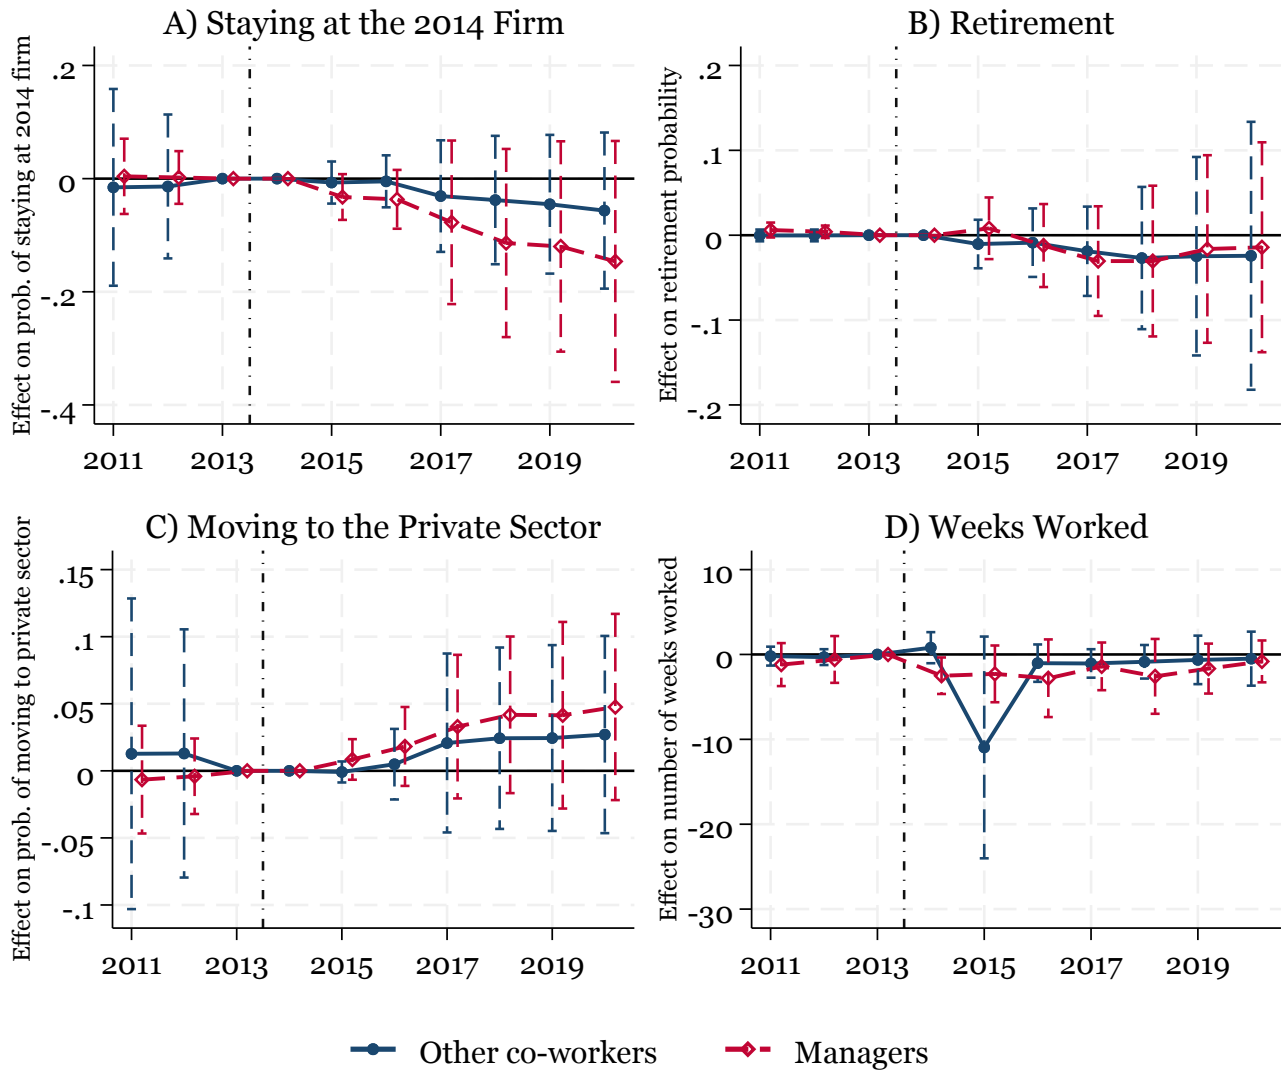 A) Staying at the 2014 Firm
Effect on prob. of staying at 2014 firm
.2
0
-.2
-.4
2011 2013 2015 2017 2019
B) Retirement
Effect on retirement probability
.2
.1
0
-.1
-.2
2011 2013 2015 2017 2019
C) Moving to the Private Sector
Effect on prob. of moving to private sector
.15
.1
.05
0
-.05
-.1
2011 2013 2015 2017 2019
D) Weeks Worked
Effect on number of weeks worked
10
0
-10
-20
-30
2011 2013 2015 2017 2019
Other co-workers Managers